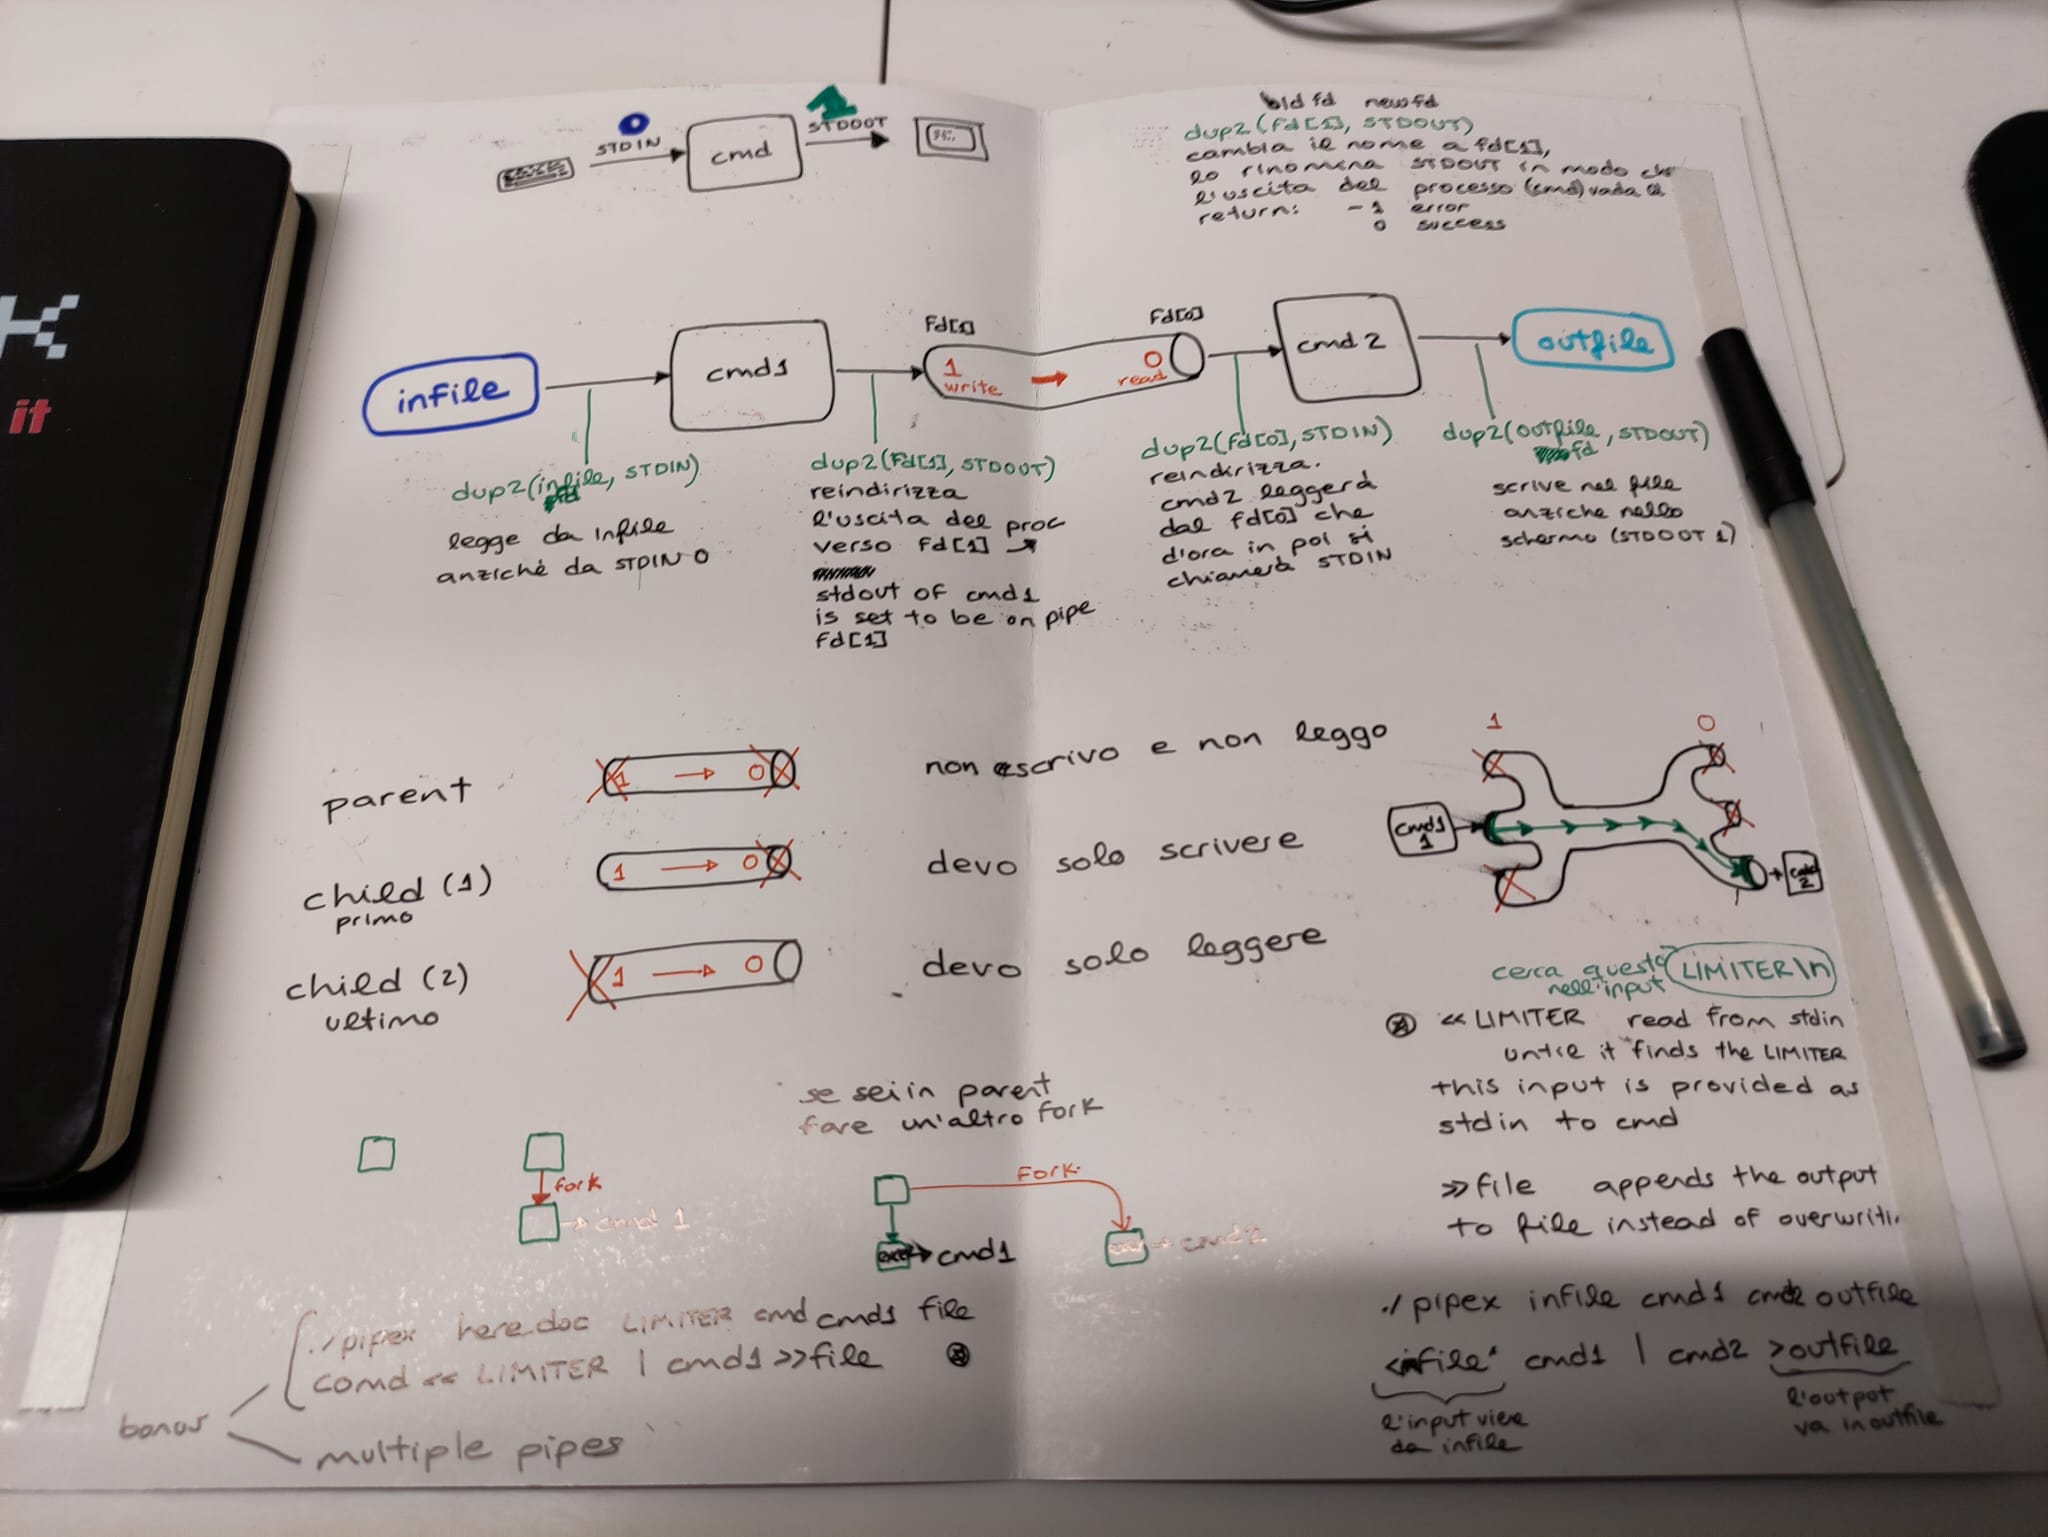 K
it
0
STDIN
cmd
1
STDOUT
old fd newfd
dup2(fd[1], STDOUT)
cambia il nome a fd[1],
lo rinomina STDOUT in modo che
l'uscita del processo (cmd) vada a
return: -1 error
0 success
infile
cmd1
Fd[1]
1
write
Fd[0]
0
read
cmd 2
outfile
dup2(infile, STDIN)
fd
legge da infile
anziché da STDIN 0
dup2(Fd[1], STDOUT)
reindirizza
l'uscita del proc
verso Fd[1]
stdout of cmd1
is set to be on pipe
Fd[1]
dup2(Fd[0], STDIN)
reindirizza.
cmd2 leggerà
dal fd[0] che
d'ora in poi si
chiamerà STDIN
dup2(outfile, STDOUT)
fd
scrive nel file
anziche nello
schermo (STDOUT 1)
parent
1 0
non scrivo e non leggo
child (1)
primo
1 0
devo solo scrivere
child (2)
ultimo
1 0
devo solo leggere
1 0
cmd1
1
cmd
2
cerca questo LIMITER\n
nell'input
<< LIMITER read from stdin
until it finds the LIMITER
this input is provided as
stdin to cmd
>> file appends the output
to file instead of overwriti
se sei in parent
fare un'altro fork
fork
cmd 1
Fork
exe cmd1
cmd2
./pipex here_doc LIMITER cmd cmd1 file
comd << LIMITER | cmd1 >> file
bonus
multiple pipes
./pipex infile cmd1 cmd2 outfile
<infile cmd1 | cmd2 >outfile
l'input viene
da infile
l'output
va in outfile